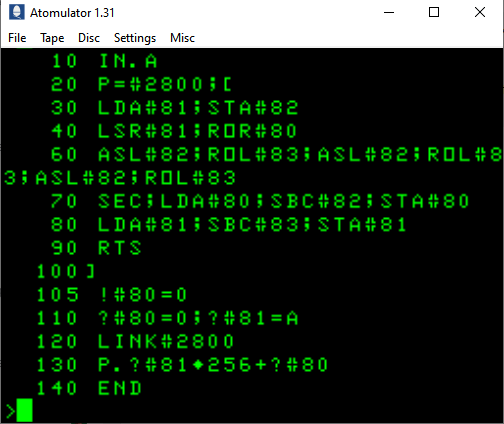 Atomulator 1.31
File Tape Disc Settings Misc
10 IN.A
20 P=#2800;[
30 LDA#81;STA#82
40 LSR#81;ROR#80
60 ASL#82;ROL#83;ASL#82;ROL#8
3;ASL#82;ROL#83
70 SEC;LDA#80;SBC#82;STA#80
80 LDA#81;SBC#83;STA#81
90 RTS
100]
105 !#80=0
110 ?#80=0;?#81=A
120 LINK#2800
130 P.?#81*256+?#80
140 END
>